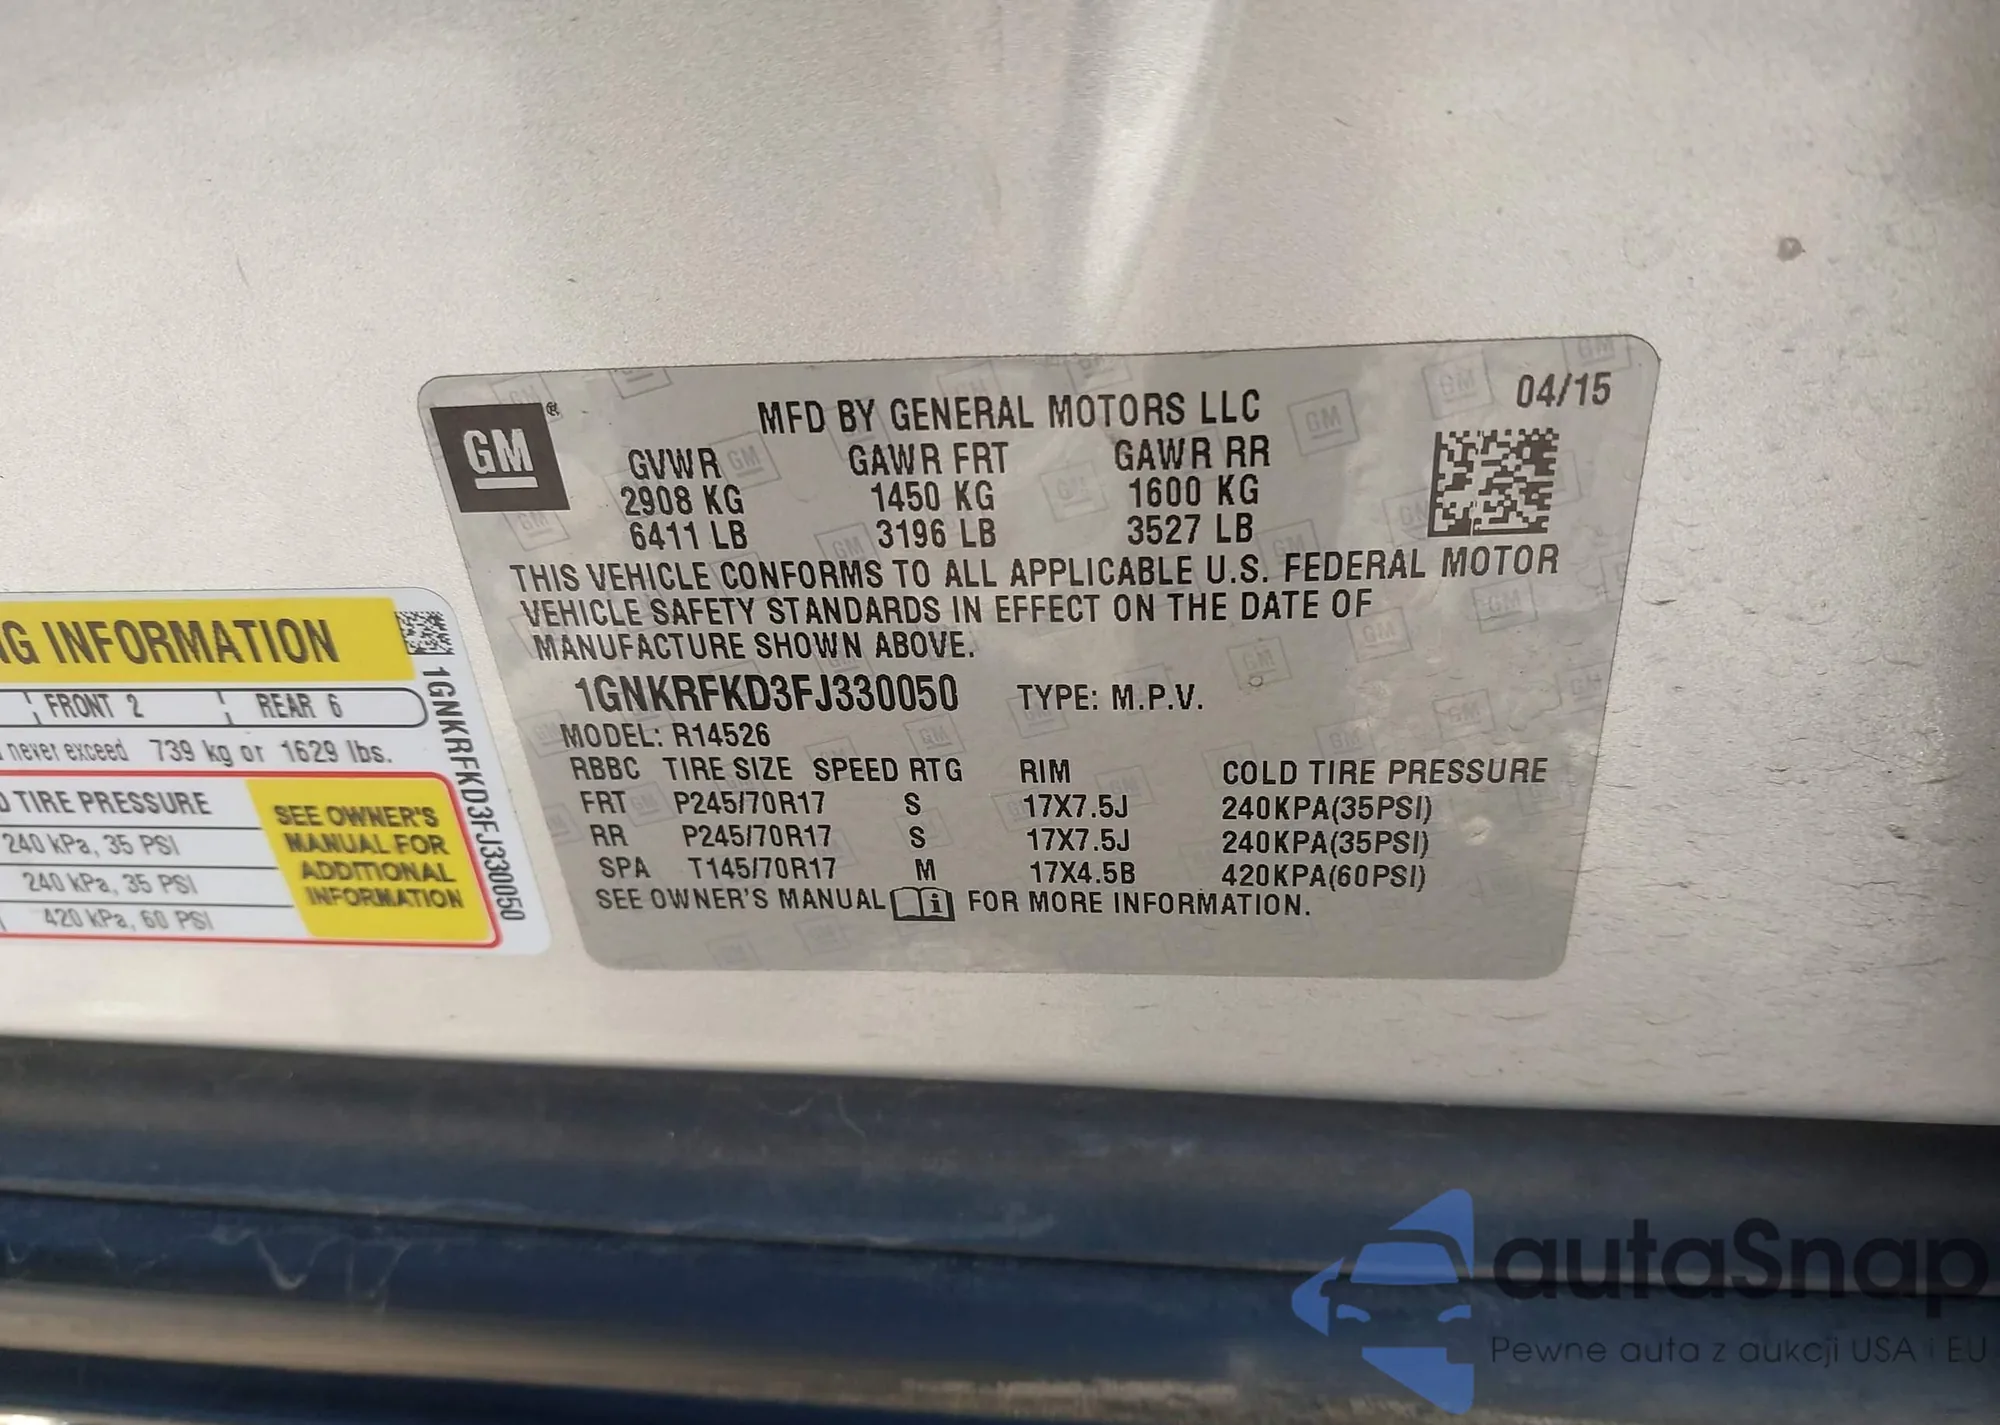 GM®
MFD BY GENERAL MOTORS LLC
04/15
GVWR GAWR FRT GAWR RR
2908 KG 1450 KG 1600 KG
6411 LB 3196 LB 3527 LB
THIS VEHICLE CONFORMS TO ALL APPLICABLE U.S. FEDERAL MOTOR
VEHICLE SAFETY STANDARDS IN EFFECT ON THE DATE OF
MANUFACTURE SHOWN ABOVE.
1GNKRFKD3FJ330050 TYPE: M.P.V.
MODEL: R14526
RBBC TIRE SIZE SPEED RTG RIM COLD TIRE PRESSURE
FRT P245/70R17 S 17X7.5J 240KPA(35PSI)
RR P245/70R17 S 17X7.5J 240KPA(35PSI)
SPA T145/70R17 M 17X4.5B 420KPA(60PSI)
SEE OWNER'S MANUAL i FOR MORE INFORMATION.
INFORMATION
FRONT 2 REAR 6
never exceed 739 kg or 1629 lbs.
TIRE PRESSURE
240 kPa, 35 PSI
240 kPa, 35 PSI
420 kPa, 60 PSI
SEE OWNER'S
MANUAL FOR
ADDITIONAL
INFORMATION
1GNKRFKD3FJ330050
autaSnap
Pewne auta z aukcji USA i EU